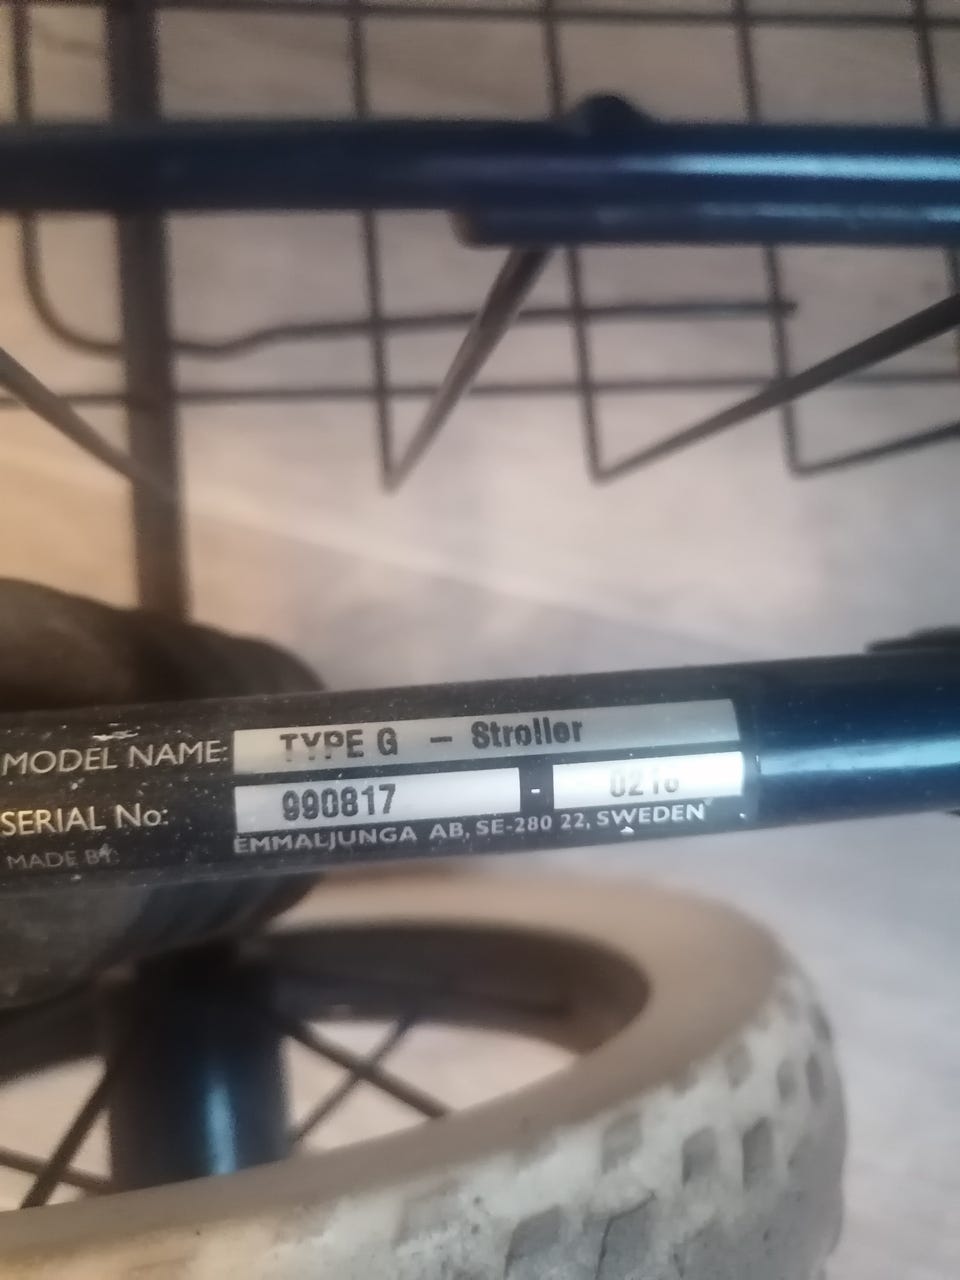 MODEL NAME: TYPE G - Stroller
SERIAL No: 990817 -
MADE BY: EMMALJUNGA AB, SE-280 22, SWEDEN